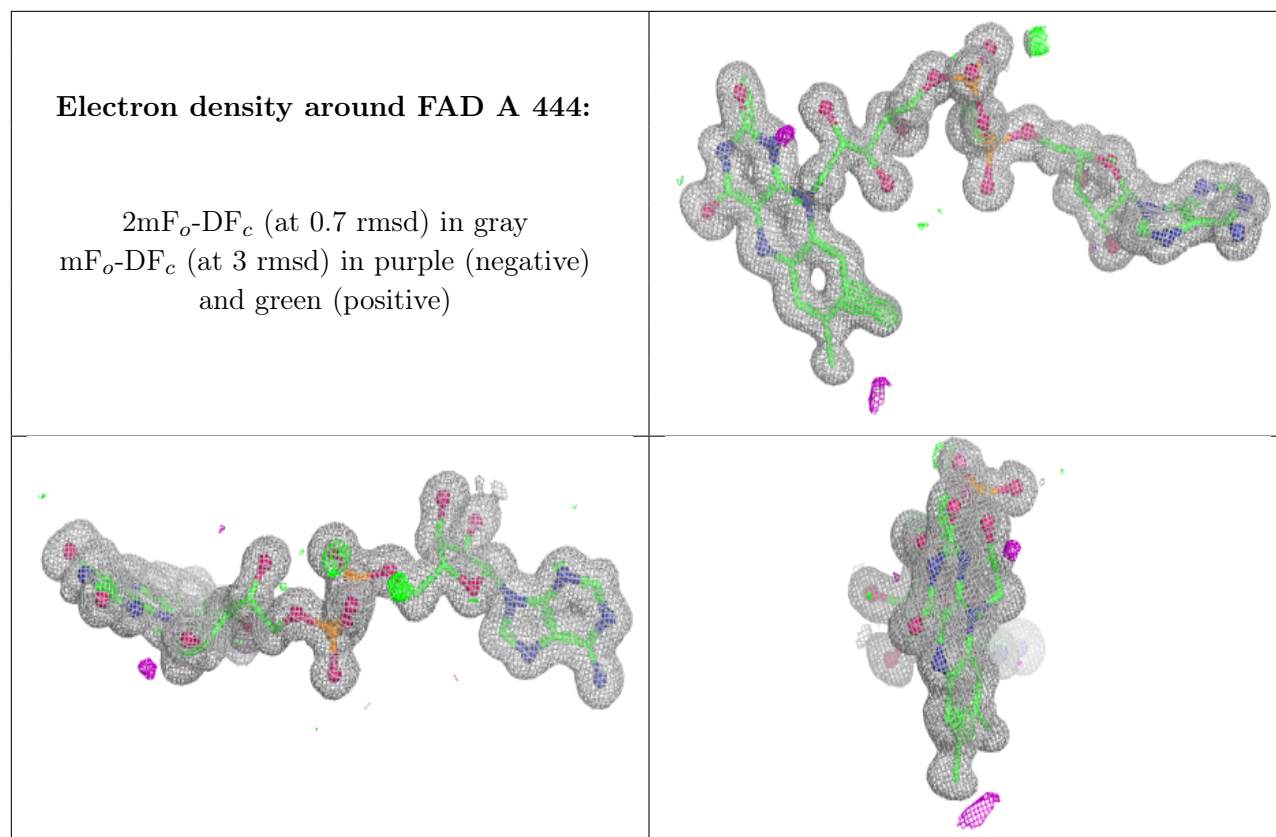 Electron density around FAD A 444:
2mFo-DFc (at 0.7 rmsd) in gray
mFo-DFc (at 3 rmsd) in purple (negative)
and green (positive)